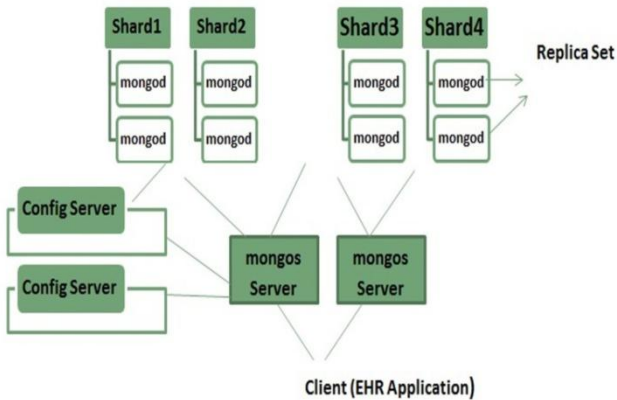 Shard1 Shard2 Shard3 Shard4
Replica Set
mongod mongod mongod mongod
mongod mongod mongod mongod
Config Server
mongos
Server
mongos
Server
Config Server
Client (EHR Application)